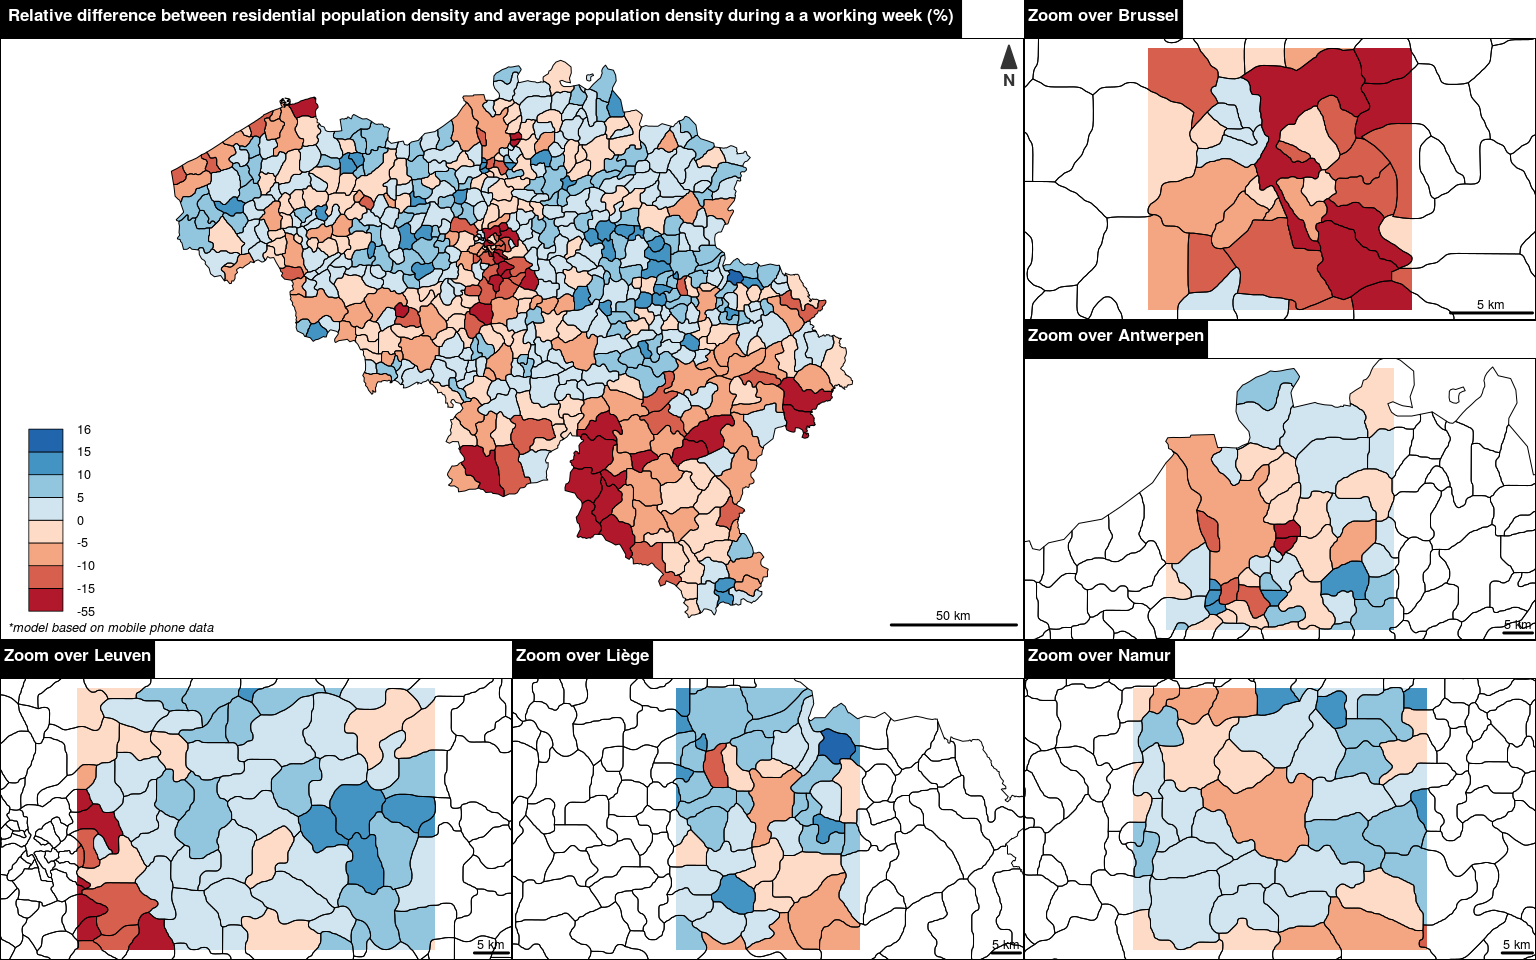 Relative difference between residential population density and average population density during a a working week (%)
N
16
15
10
5
0
-5
-10
-15
-55
*model based on mobile phone data
50 km
Zoom over Brussel
5 km
Zoom over Antwerpen
5 km
Zoom over Leuven
5 km
Zoom over Liège
5 km
Zoom over Namur
5 km